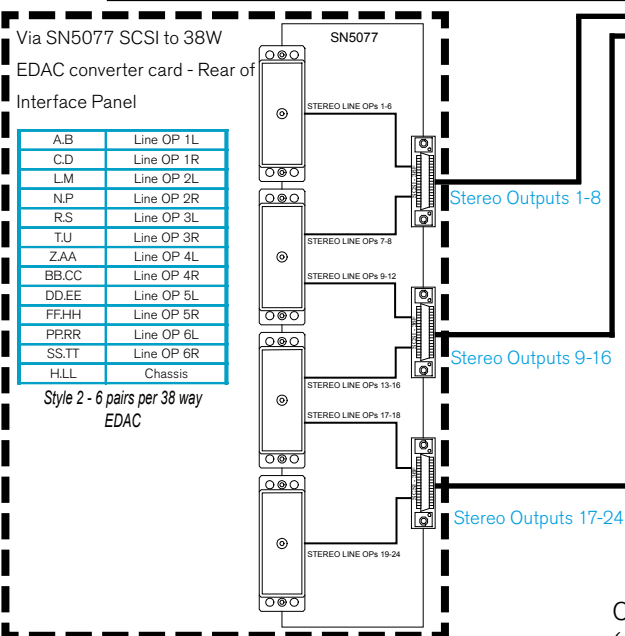 Via SN5077 SCSI to 38W
EDAC converter card - Rear of
Interface Panel
A.B Line OP 1L
C.D Line OP 1R
L.M Line OP 2L
N.P Line OP 2R
R.S Line OP 3L
T.U Line OP 3R
Z.AA Line OP 4L
BB.CC Line OP 4R
DD.EE Line OP 5L
FF.HH Line OP 5R
PP.RR Line OP 6L
SS.TT Line OP 6R
H.LL Chassis
Style 2 - 6 pairs per 38 way
EDAC
SN5077
STEREO LINE OPs 1-6
STEREO LINE OPs 7-8
STEREO LINE OPs 9-12
STEREO LINE OPs 13-16
STEREO LINE OPs 17-18
STEREO LINE OPs 19-24
Stereo Outputs 1-8
Stereo Outputs 9-16
Stereo Outputs 17-24